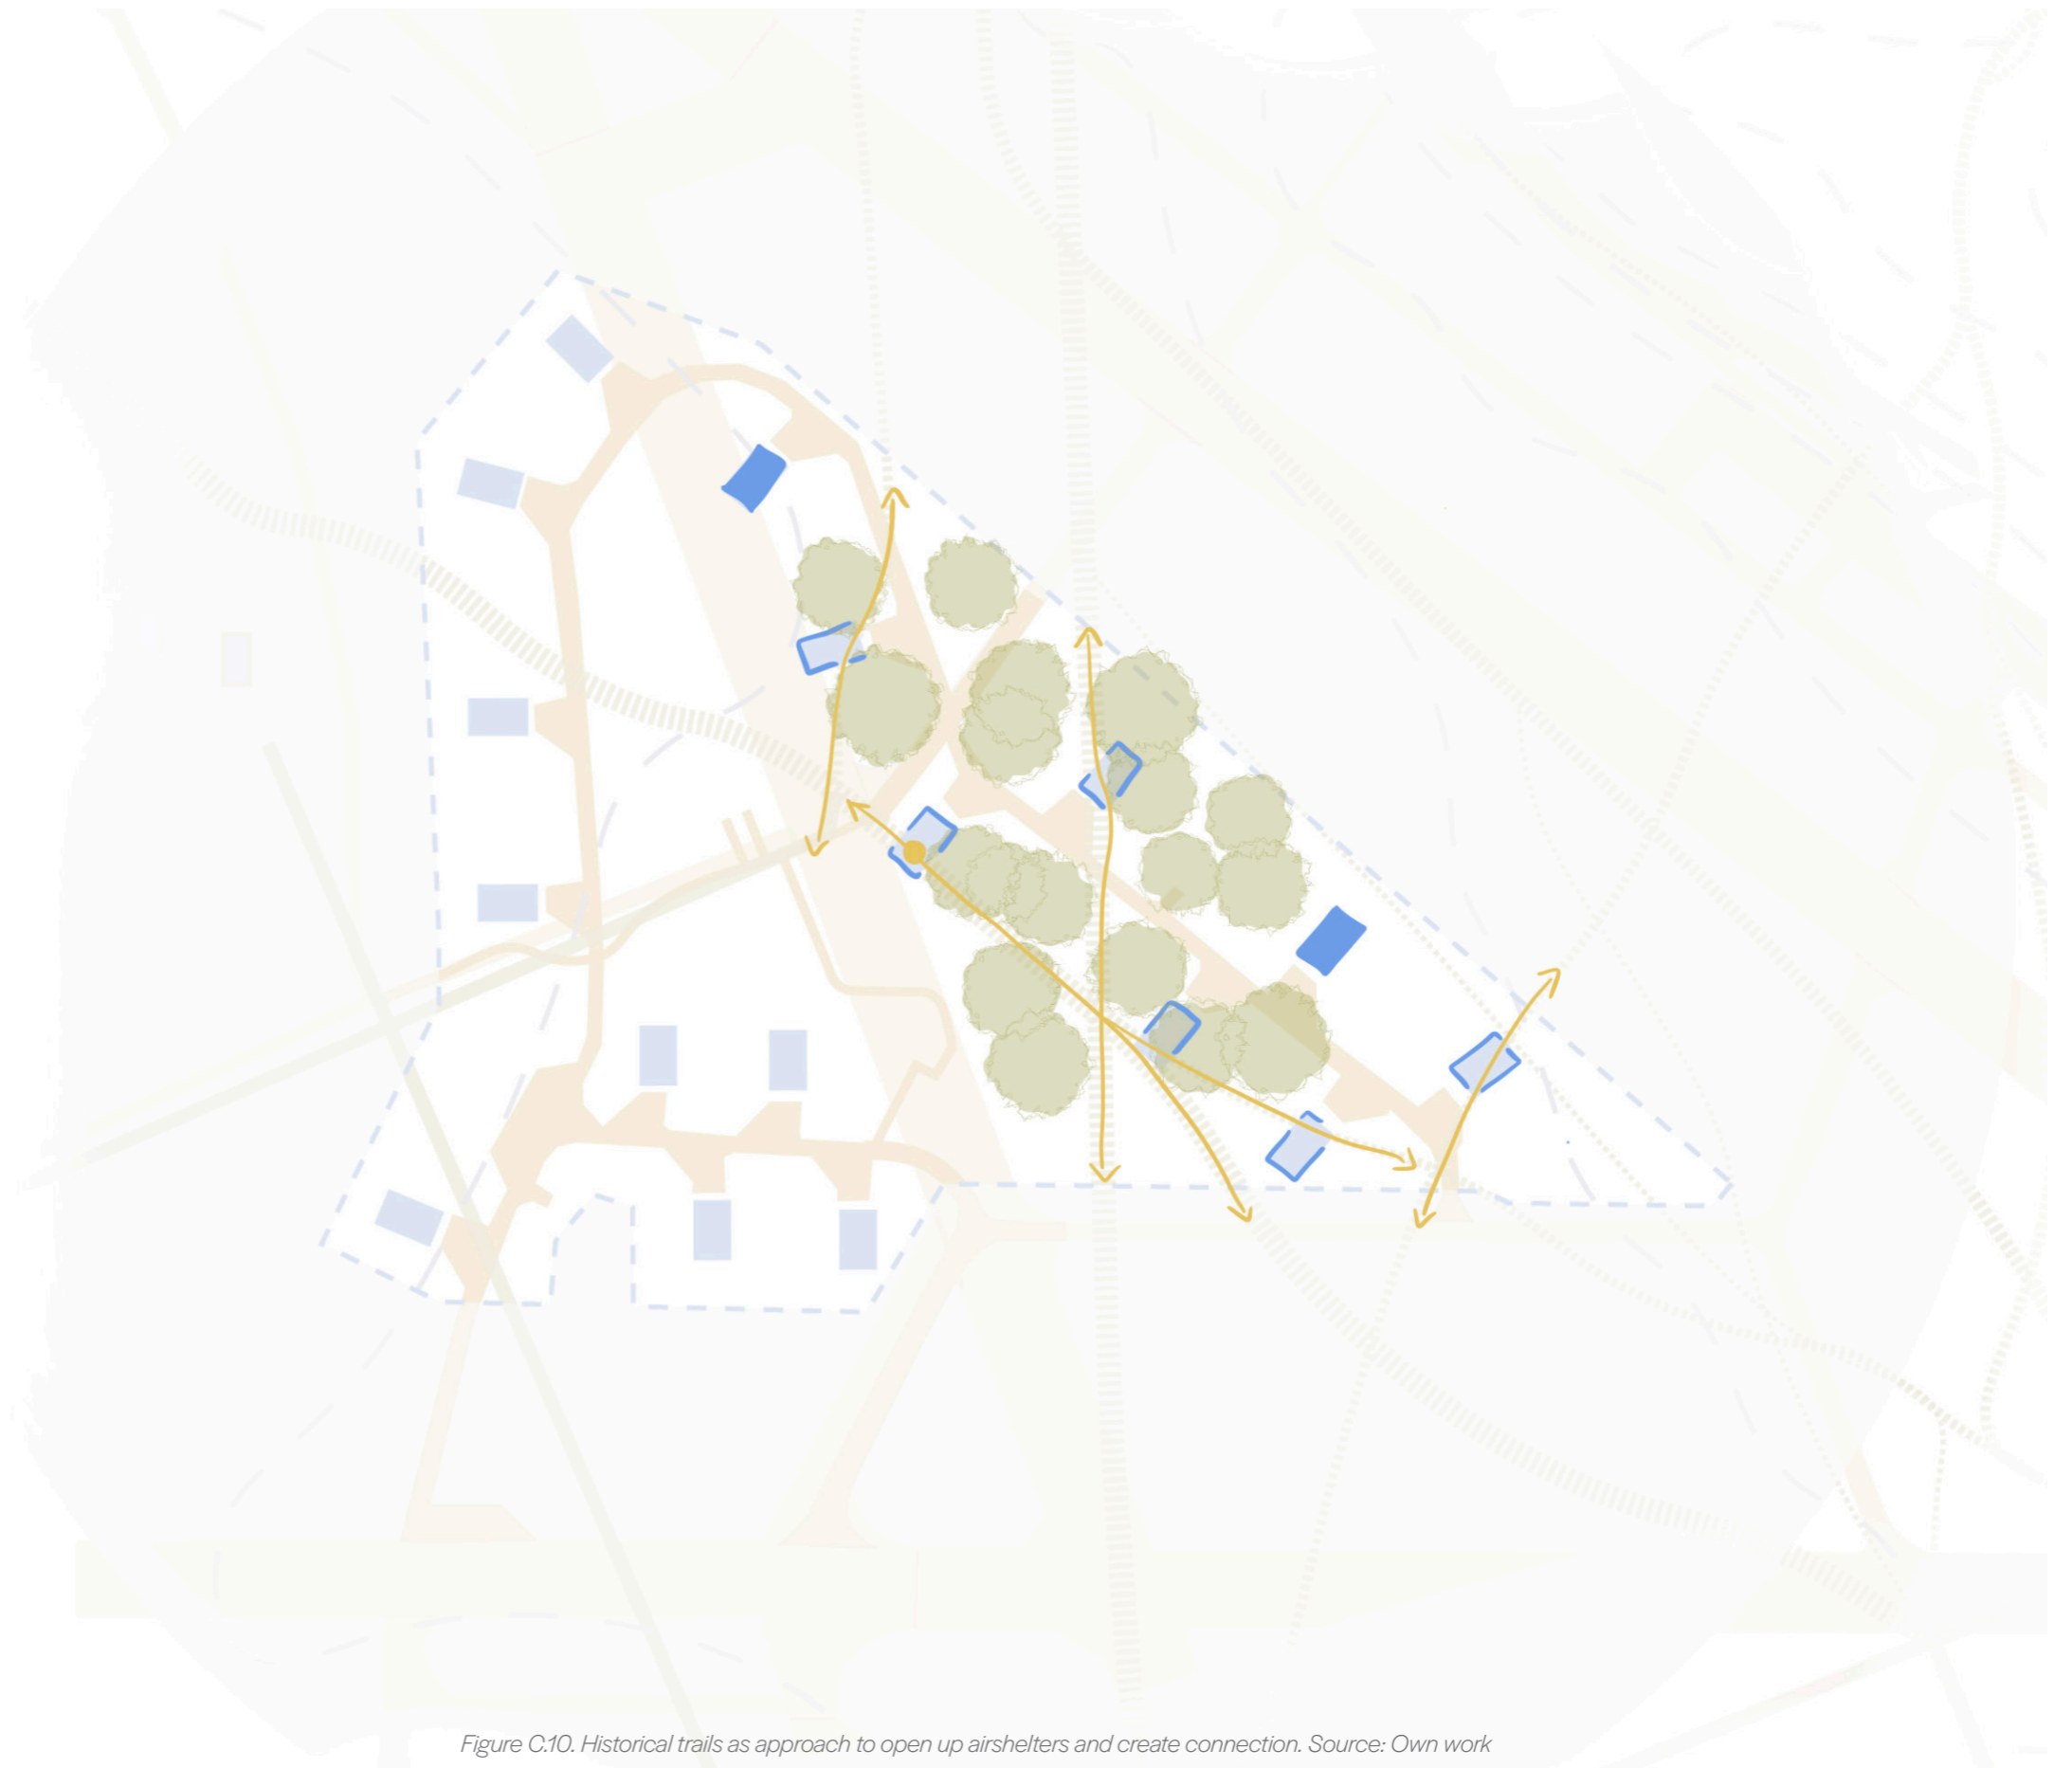 Figure C.10. Historical trails as approach to open up airshelters and create connection. Source: Own work